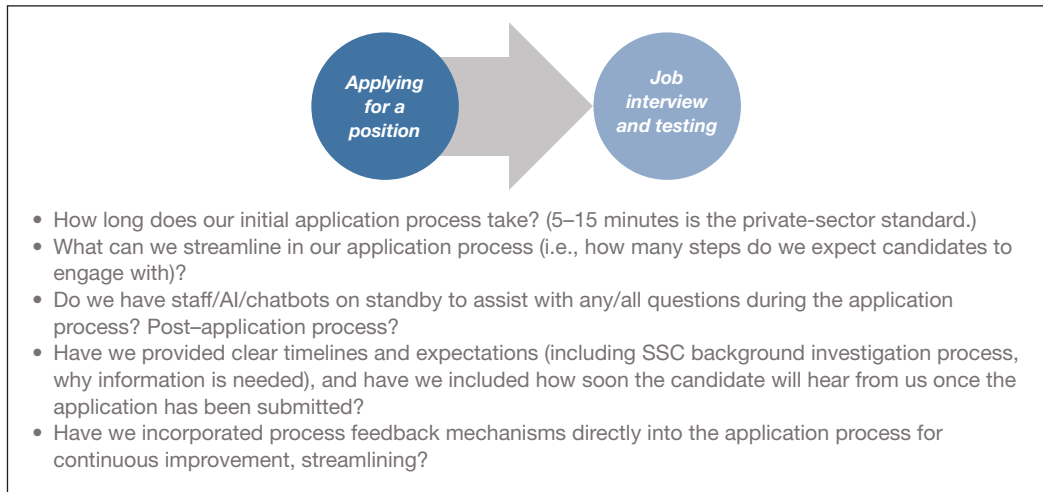 Applying
for a
position
Job
interview
and testing
• How long does our initial application process take? (5–15 minutes is the private-sector standard.)
• What can we streamline in our application process (i.e., how many steps do we expect candidates to
engage with)?
• Do we have staff/AI/chatbots on standby to assist with any/all questions during the application
process? Post–application process?
• Have we provided clear timelines and expectations (including SSC background investigation process,
why information is needed), and have we included how soon the candidate will hear from us once the
application has been submitted?
• Have we incorporated process feedback mechanisms directly into the application process for
continuous improvement, streamlining?